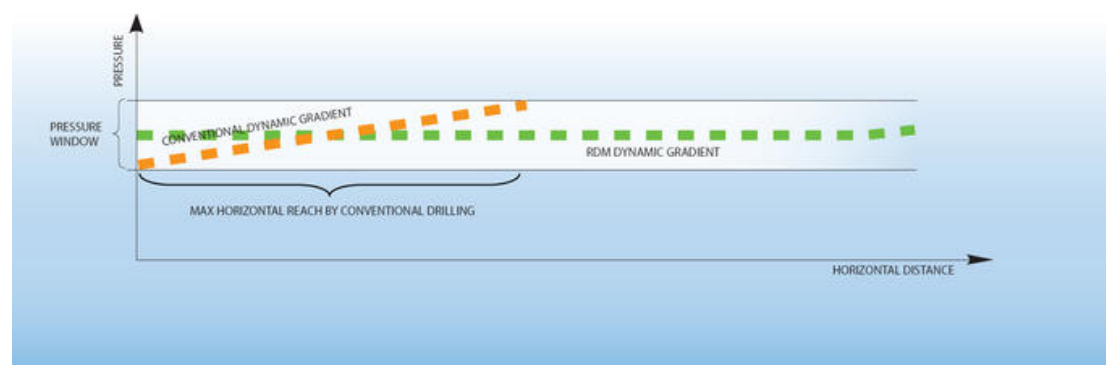 PRESSURE
CONVENTIONAL DYNAMIC GRADIENT
PRESSURE
WINDOW
RDM DYNAMIC GRADIENT
MAX HORIZONTAL REACH BY CONVENTIONAL DRILLING
HORIZONTAL DISTANCE